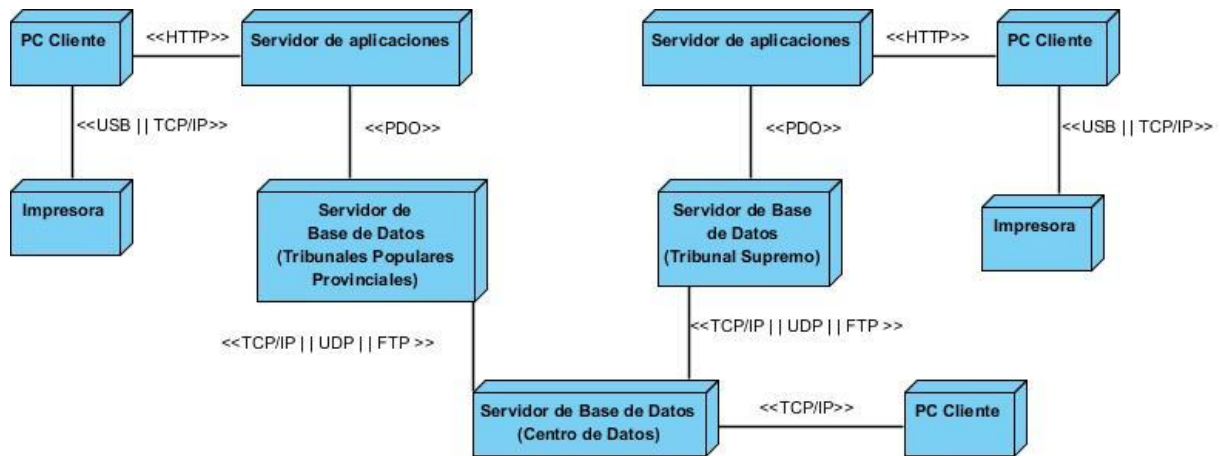 PC Cliente
<<HTTP>>
Servidor de aplicaciones
Servidor de aplicaciones
<<HTTP>>
PC Cliente
<<USB || TCP/IP>>
<<PDO>>
<<PDO>>
<<USB || TCP/IP>>
Impresora
Servidor de
Base de Datos
(Tribunales Populares
Provinciales)
Servidor de Base
de Datos
(Tribunal Supremo)
Impresora
<<TCP/IP || UDP || FTP >>
<<TCP/IP || UDP || FTP >>
Servidor de Base de Datos
(Centro de Datos)
<<TCP/IP>>
PC Cliente